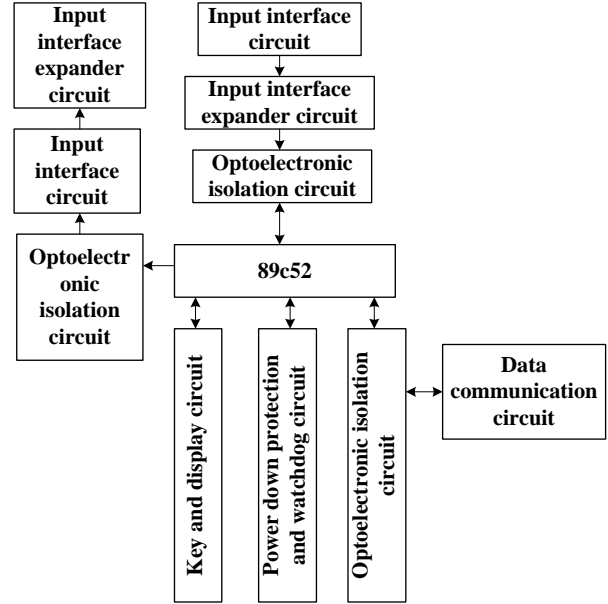 Input
interface
expander
circuit
Input interface
circuit
Input interface
expander circuit
Input
interface
circuit
Optoelectronic
isolation circuit
Optoelectr
onic
isolation
circuit
89c52
Key and display circuit
Power down protection
and watchdog circuit
Optoelectronic isolation
circuit
Data
communication
circuit